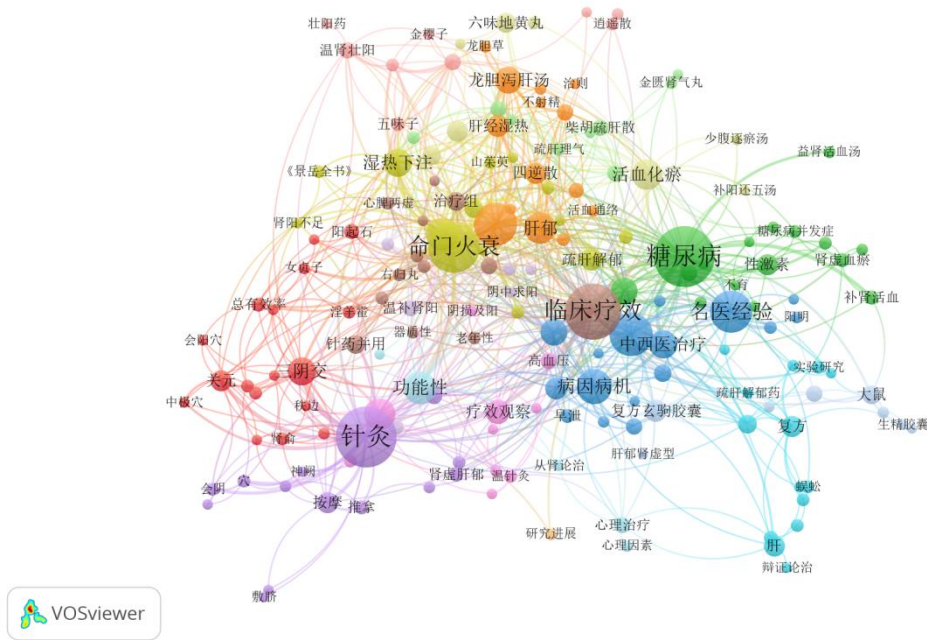 壮阳药
金樱子
六味地黄丸
逍遥散
温肾壮阳
龙胆草
龙胆泻肝汤
治则
金匮肾气丸
不射精
五味子
肝经湿热
柴胡疏肝散
少腹逐瘀汤
疏肝理气
益肾活血汤
湿热下注
山茱萸
四逆散
活血化瘀
《景岳全书》
心脾两虚
治疗组
补阳还五汤
肾阳不足
阳起石
活血通络
命门火衰
肝郁
糖尿病并发症
糖尿病
肾虚血瘀
女贞子
右归丸
疏肝解郁
性激素
不育
阴中求阳
补肾活血
总有效率
淫羊藿
温补肾阳
阴损及阳
临床疗效
名医经验
阳明
会阳穴
器质性
针药并用
老年性
中西医治疗
高血压
三阴交
实验研究
关元
功能性
病因病机
疏肝解郁药
大鼠
中极穴
秩边
疗效观察
复方玄驹胶囊
早泄
生精胶囊
复方
针灸
肾俞
肝郁肾虚型
从肾论治
神阙
肾虚肝郁
温针灸
会阴
穴
蜈蚣
按摩
推拿
心理治疗
研究进展
心理因素
肝
辩证论治
敷脐
VOSviewer